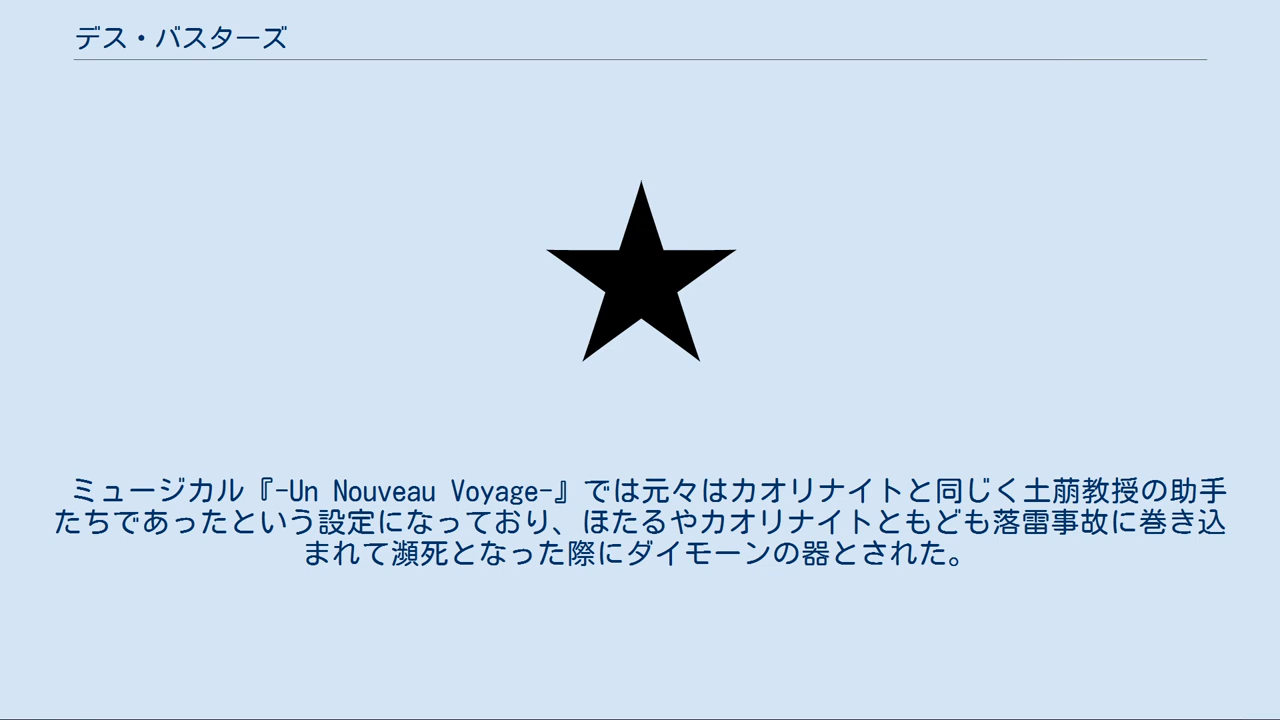 デス・バスターズ
ミュージカル『-Un Nouveau Voyage-』では元々はカオリナイトと同じく土萠教授の助手
たちであったという設定になっており、ほたるやカオリナイトともども落雷事故に巻き込
まれて瀕死となった際にダイモーンの器とされた。